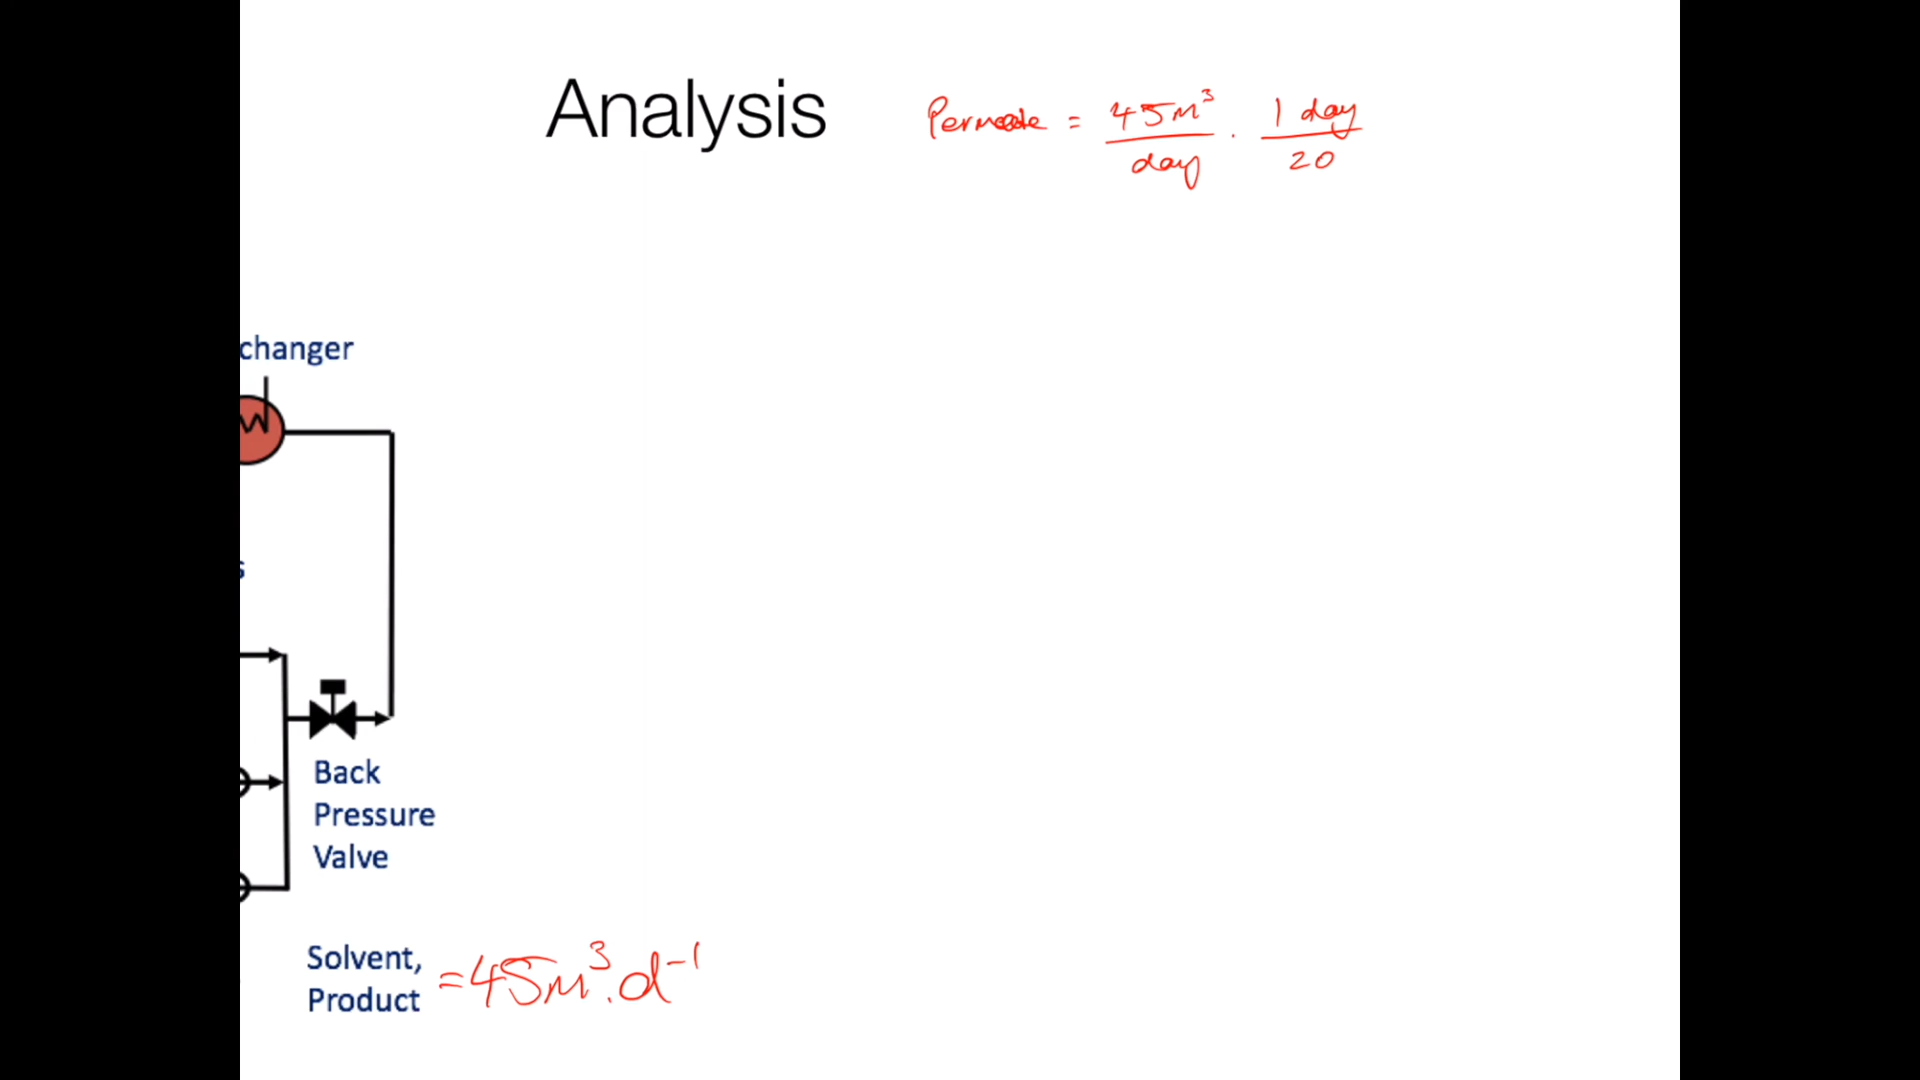 Analysis
Permeate = 45m³/day . 1 day/20
changer
s
Back
Pressure
Valve
Solvent,
Product
=45m³.d⁻¹